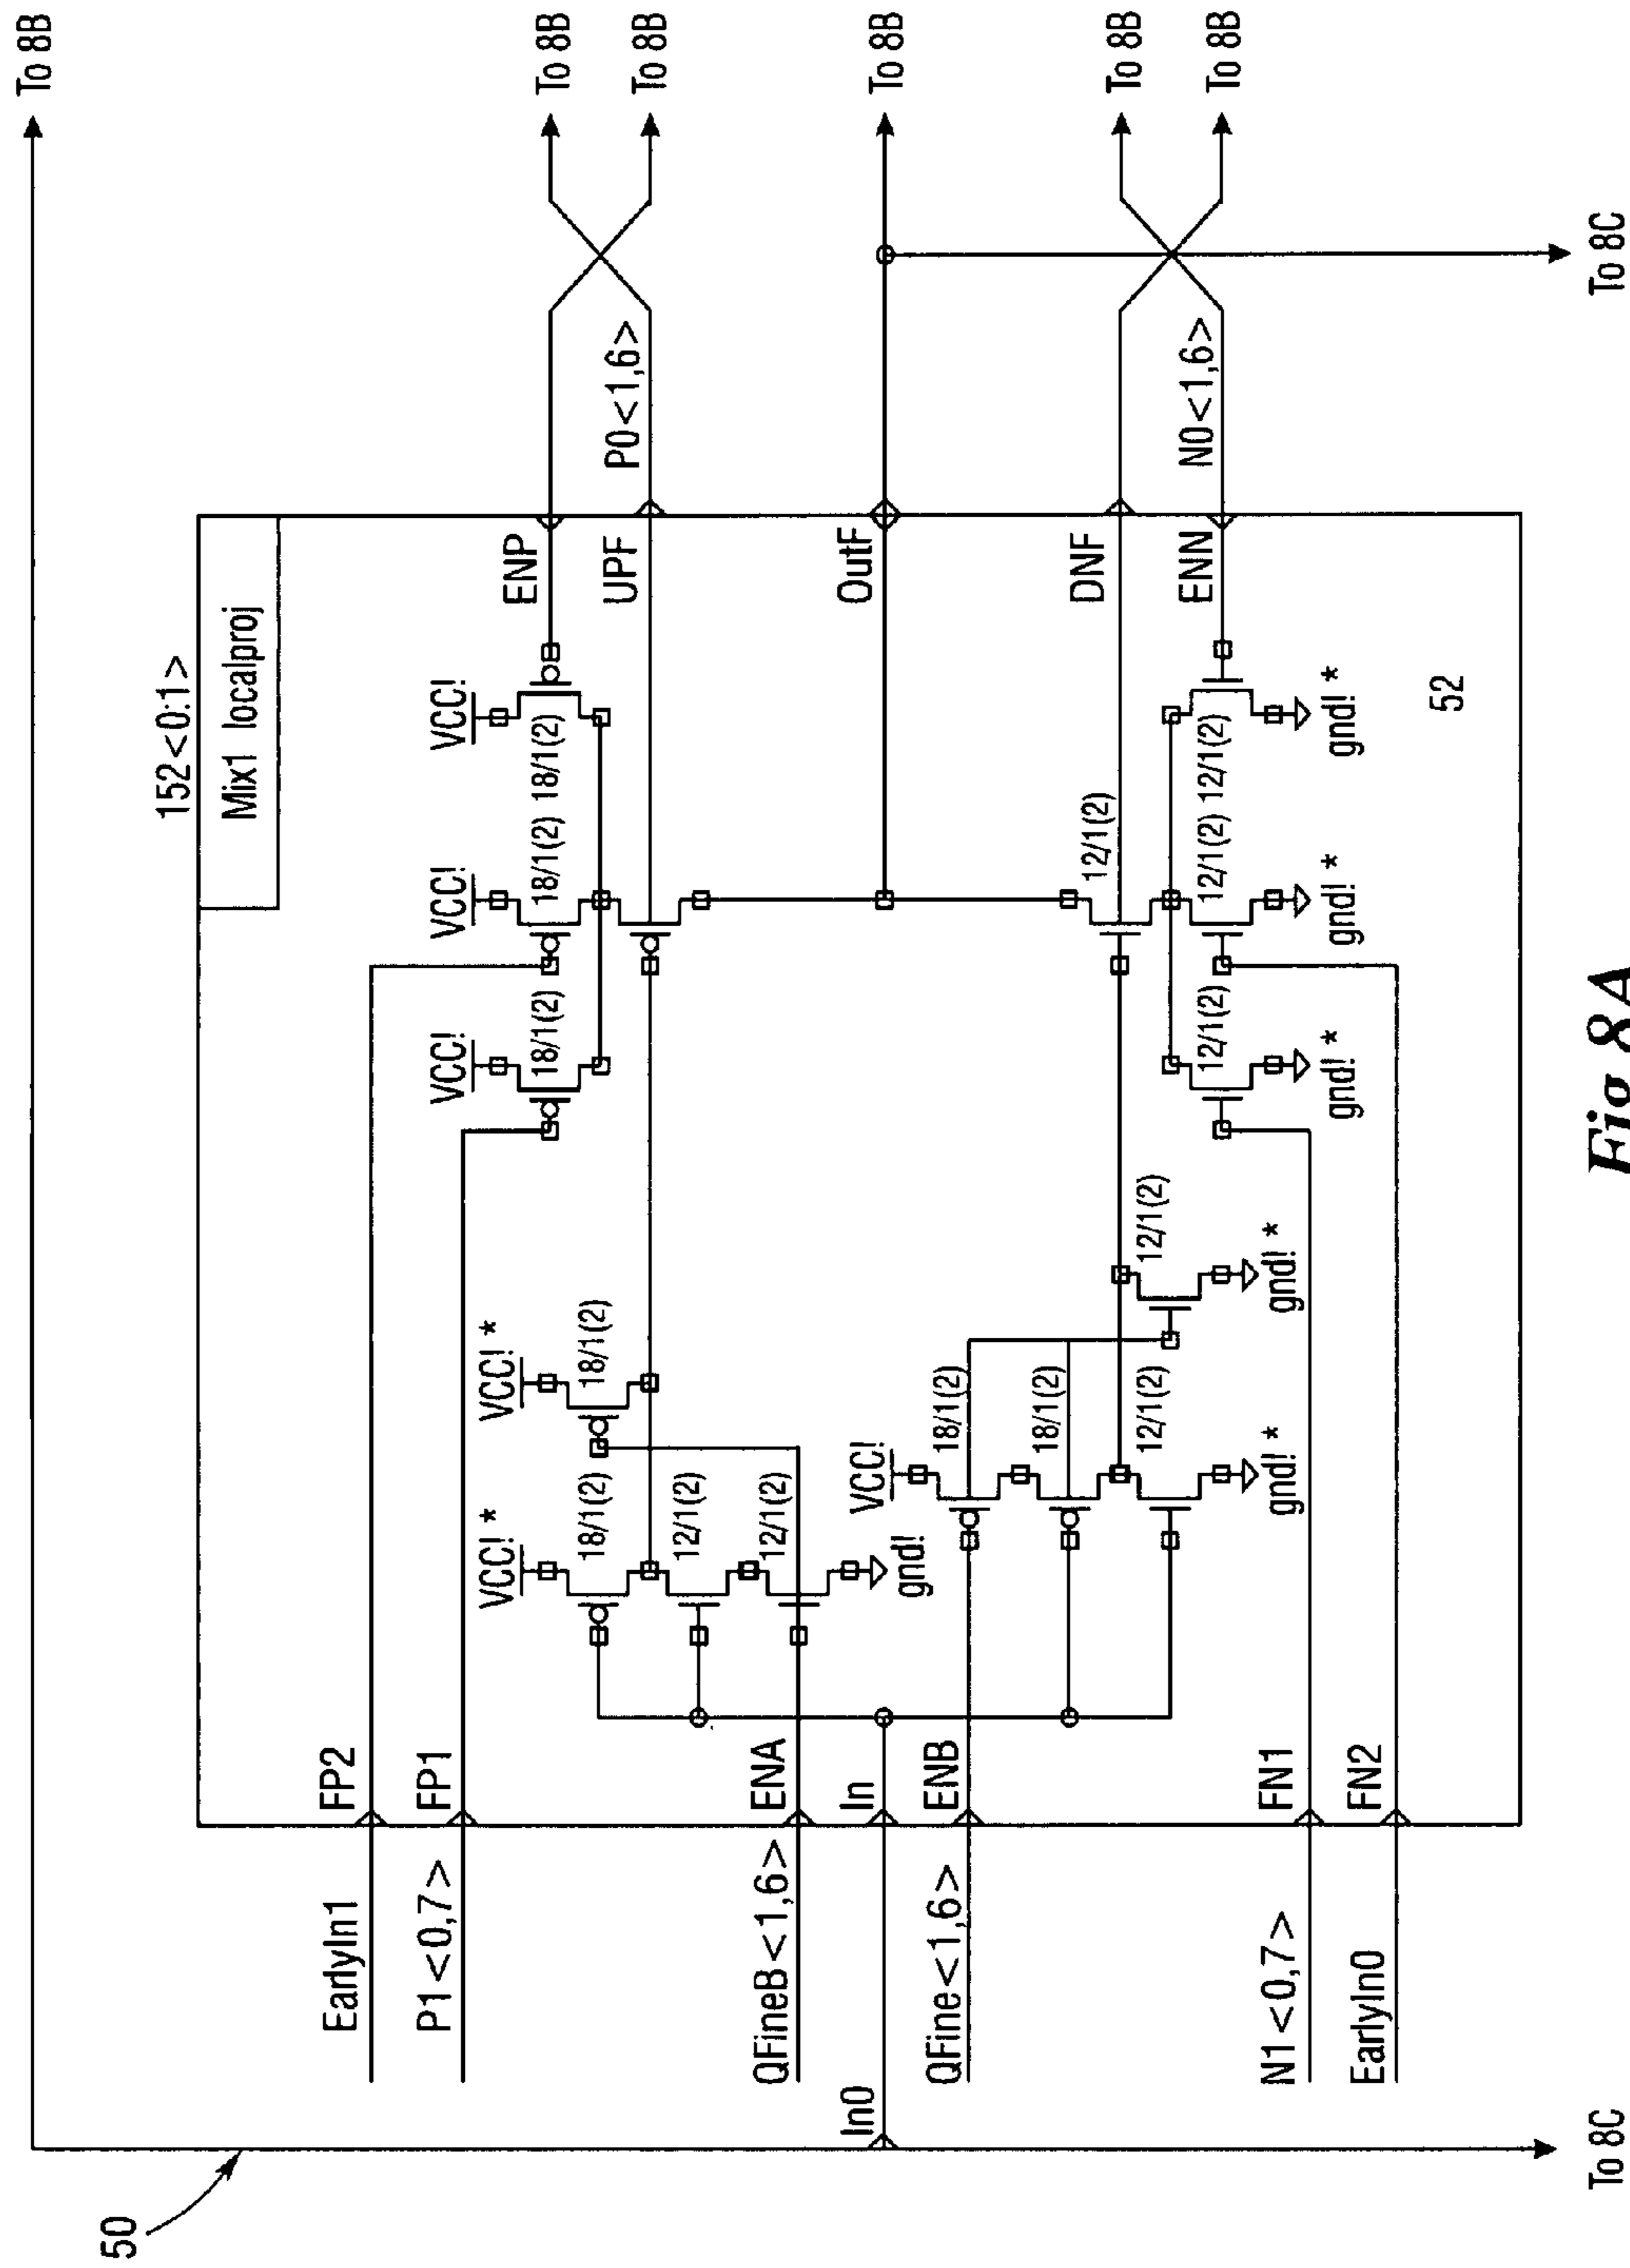 50
To 8B
152<0:1>
Mix1 localproj
EarlyIn1
FP2
P1<0,7>
FP1
VCC!
VCC!
VCC!
18/1(2)
18/1(2)
18/1(2)
ENP
To 8B
UPF
P0<1,6>
To 8B
VCC! *
VCC! *
18/1(2)
18/1(2)
12/1(2)
12/1(2)
gnd!
QFineB<1,6>
ENA
In0
In
OutF
To 8B
QFine<1,6>
ENB
VCC!
18/1(2)
18/1(2)
12/1(2)
12/1(2)
gnd! *
gnd! *
12/1(2)
DNF
To 8B
ENN
N0<1,6>
To 8B
12/1(2)
12/1(2)
12/1(2)
gnd! *
gnd! *
gnd! *
N1<0,7>
FN1
EarlyIn0
FN2
52
To 8C
To 8C
Fig 8A